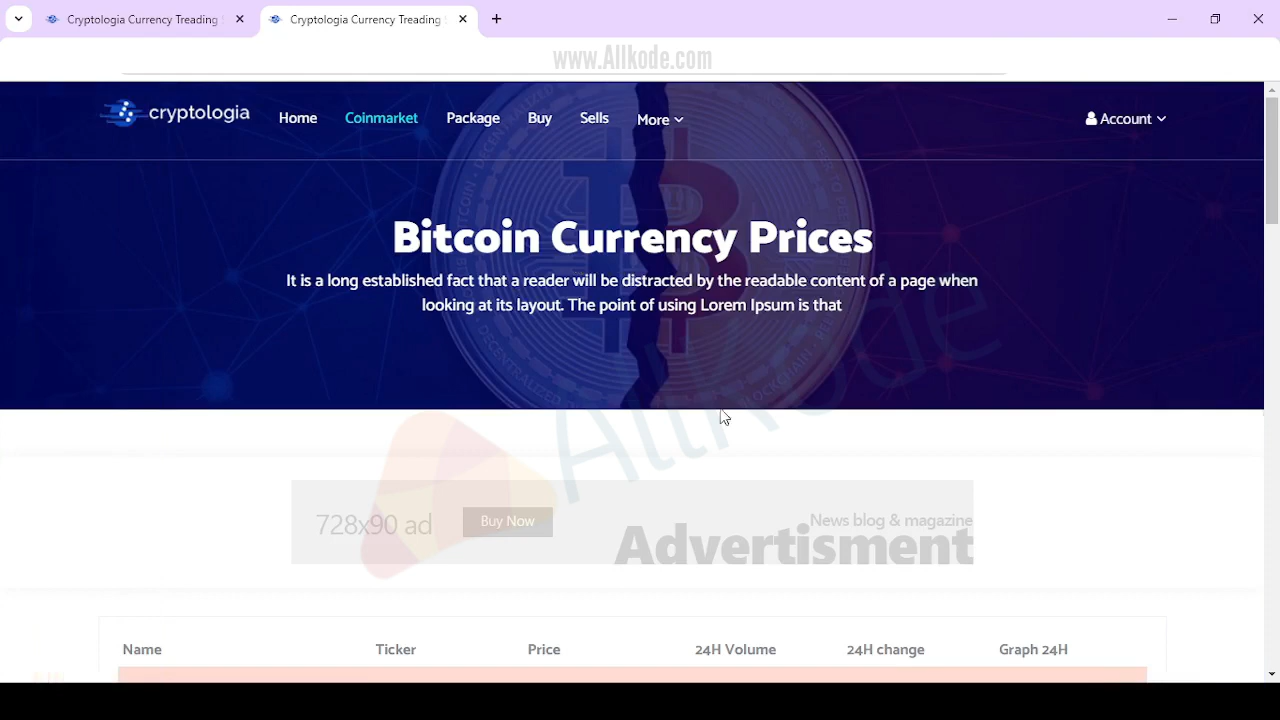 Cryptologia Currency Treading
Cryptologia Currency Treading
www.Allkode.com
cryptologia
Home
Coinmarket
Package
Buy
Sells
More
Account
Bitcoin Currency Prices
It is a long established fact that a reader will be distracted by the readable content of a page when
looking at its layout. The point of using Lorem Ipsum is that
AllKode
728x90 ad
Buy Now
News blog & magazine
Advertisment
Name
Ticker
Price
24H Volume
24H change
Graph 24H